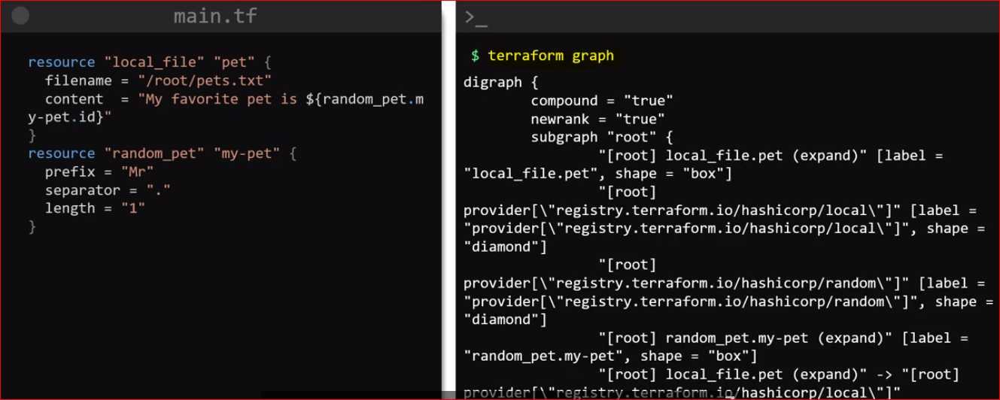 main.tf
resource "local_file" "pet" {
filename = "/root/pets.txt"
content = "My favorite pet is ${random_pet.m
y-pet.id}"
}
resource "random_pet" "my-pet" {
prefix = "Mr"
separator = "."
length = "1"
}
>_
$ terraform graph
digraph {
compound = "true"
newrank = "true"
subgraph "root" {
"[root] local_file.pet (expand)" [label =
"local_file.pet", shape = "box"]
"[root]
provider[\"registry.terraform.io/hashicorp/local\"]" [label =
"provider[\"registry.terraform.io/hashicorp/local\"]", shape =
"diamond"]
"[root]
provider[\"registry.terraform.io/hashicorp/random\"]" [label =
"provider[\"registry.terraform.io/hashicorp/random\"]", shape =
"diamond"]
"[root] random_pet.my-pet (expand)" [label =
"random_pet.my-pet", shape = "box"]
"[root] local_file.pet (expand)" -> "[root]
provider[\"registry.terraform.io/hashicorp/local\"]"